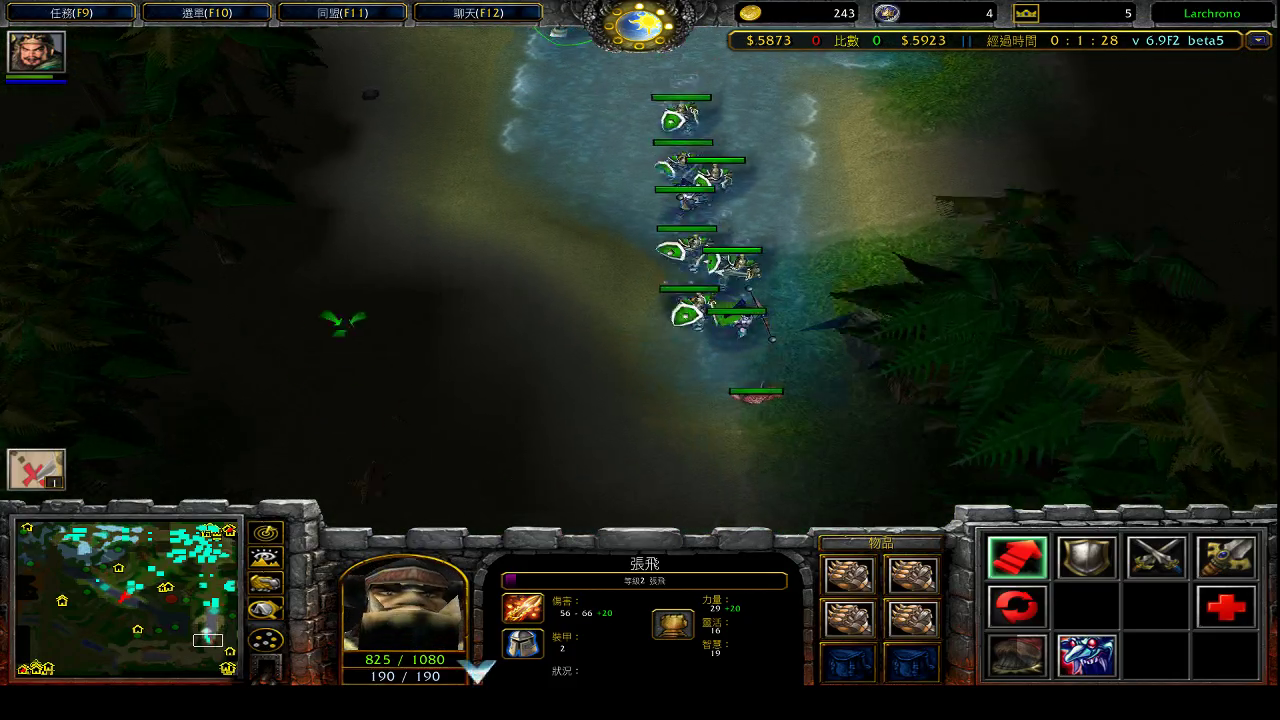 任務(F9) 選單(F10) 同盟(F11) 聊天(F12) 243 4 5 Larchrono
$.5873 0 比數 0 $.5923 || 經過時間 0 : 1 : 28 v 6.9F2 beta5
1
張飛
等級2 張飛
傷害：
56 - 66 +20
裝甲：
2
狀況：
力量：
29 +20
靈活：
16
智慧：
19
825 / 1080
190 / 190
物品